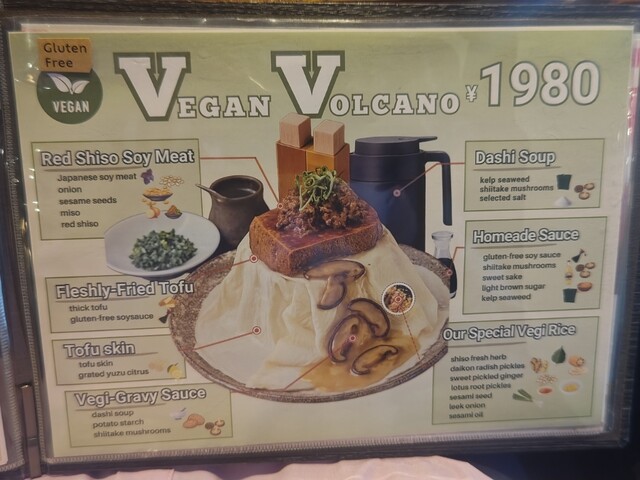 Gluten
Free
VEGAN
VEGAN VOLCANO ¥1980
Red Shiso Soy Meat
Japanese soy meat
onion
sesame seeds
miso
red shiso
Fleshly-Fried Tofu
thick tofu
gluten-free soysauce
Tofu skin
tofu skin
grated yuzu citrus
Vegi-Gravy Sauce
dashi soup
potato starch
shiitake mushrooms
Dashi Soup
kelp seaweed
shiitake mushrooms
selected salt
Homeade Sauce
gluten-free soy sauce
shiitake mushrooms
sweet sake
light brown sugar
kelp seaweed
Our Special Vegi Rice
shiso fresh herb
daikon radish pickles
sweet pickled ginger
lotus root pickles
sesami seed
leek onion
sesami oil